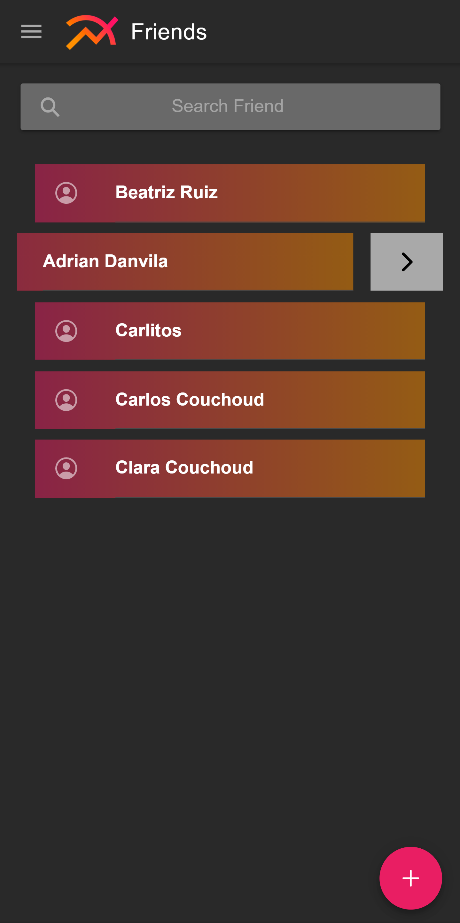 Friends
Search Friend
Beatriz Ruiz
Adrian Danvila
Carlitos
Carlos Couchoud
Clara Couchoud